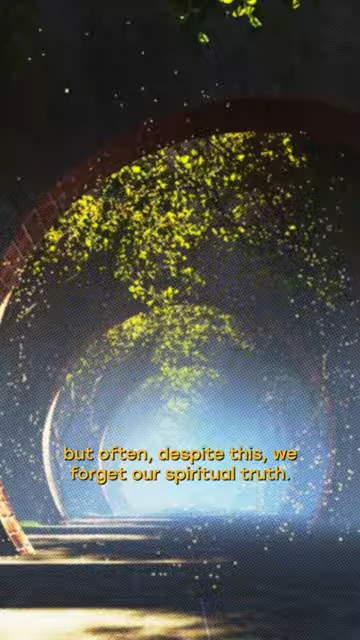 but often, despite this, we
forget our spiritual truth.